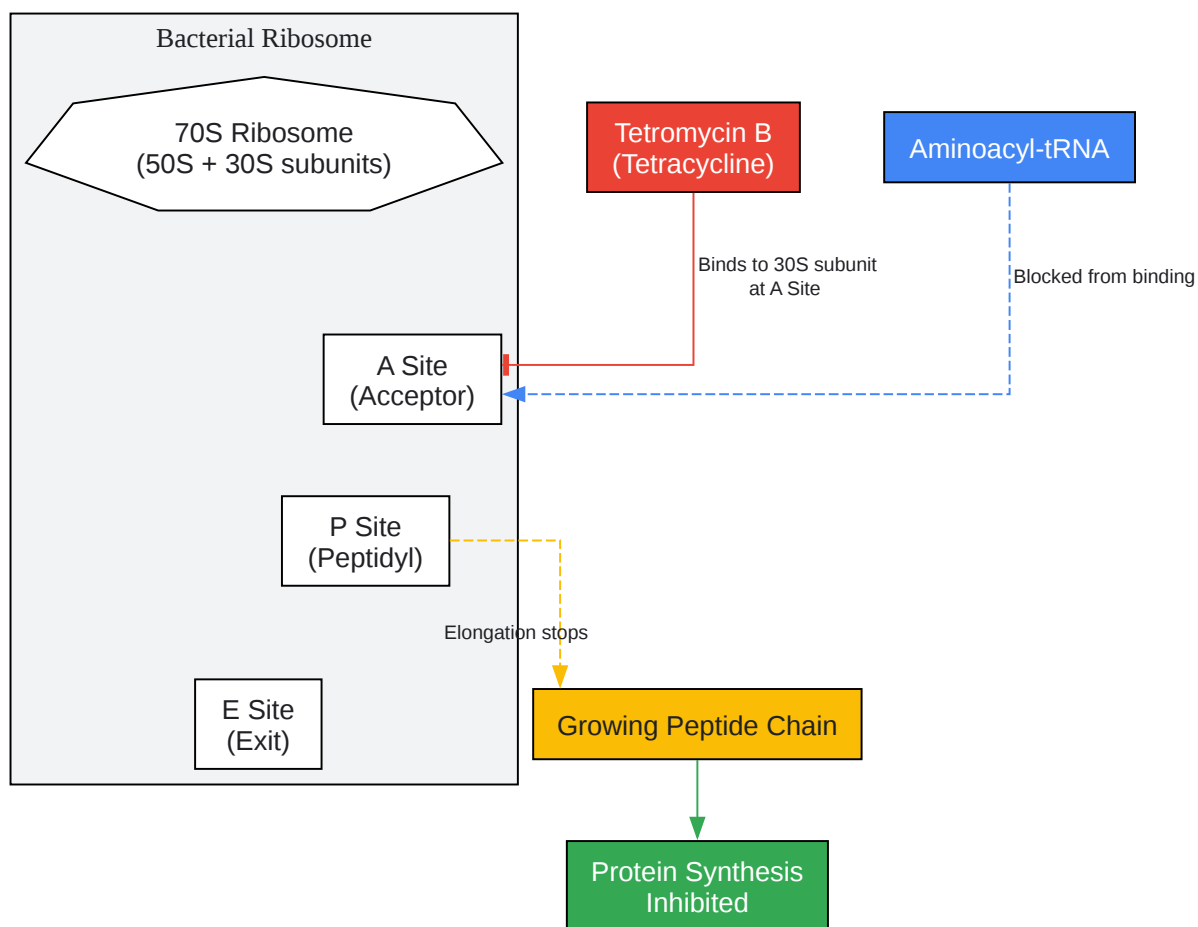 Bacterial Ribosome
70S Ribosome
(50S + 30S subunits)
Tetromycin B
(Tetracycline)
Aminoacyl-tRNA
Binds to 30S subunit
at A Site
Blocked from binding
A Site
(Acceptor)
P Site
(Peptidyl)
Elongation stops
E Site
(Exit)
Growing Peptide Chain
Protein Synthesis
Inhibited